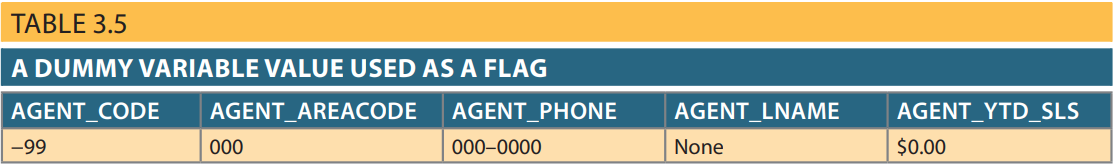 TABLE 3.5
A DUMMY VARIABLE VALUE USED AS A FLAG
AGENT_CODE AGENT_AREACODE AGENT_PHONE AGENT_LNAME AGENT_YTD_SLS
–99 000 000–0000 None $0.00